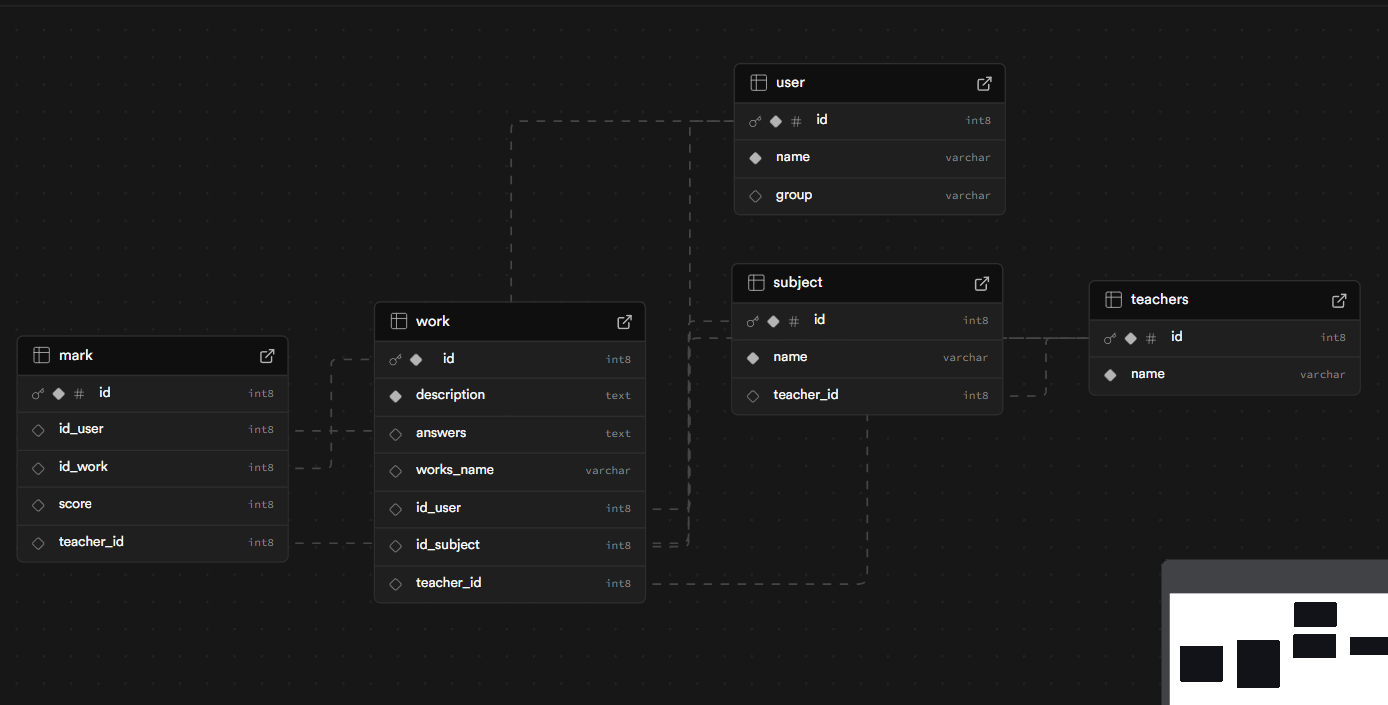 user
id int8
name varchar
group varchar
subject
id int8
name varchar
teacher_id int8
teachers
id int8
name varchar
work
id int8
description text
answers text
works_name varchar
id_user int8
id_subject int8
teacher_id int8
mark
id int8
id_user int8
id_work int8
score int8
teacher_id int8